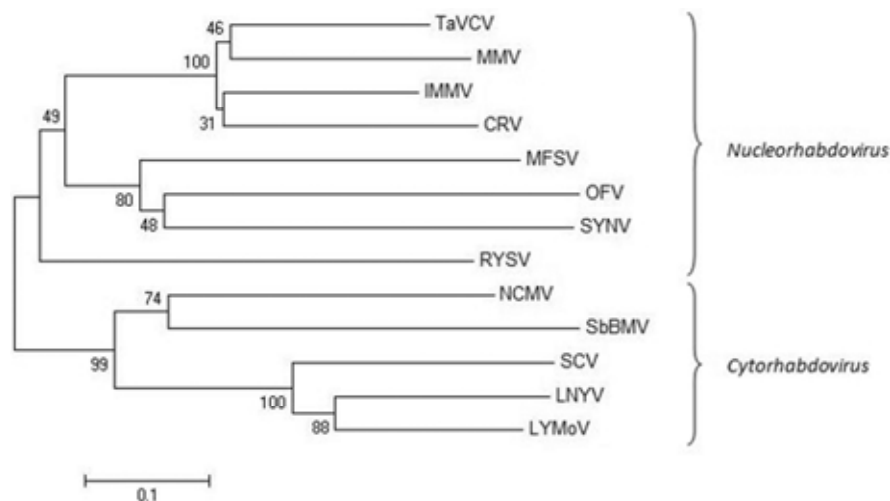 TaVCV
46
MMV
100
IMMV
31
CRV
49
MFSV
Nucleorhabdovirus
80
OFV
48
SYNV
RYSV
74
NCMV
SbBMV
99
SCV
Cytorhabdovirus
100
LNYV
88
LYMoV
0.1